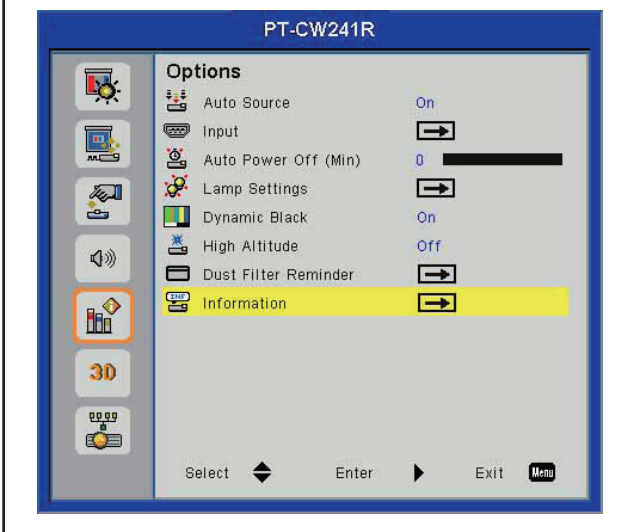 PT-CW241R
Options
Auto Source On
Input
Auto Power Off (Min) 0
Lamp Settings
Dynamic Black On
High Altitude Off
Dust Filter Reminder
INF Information
3D
Select Enter Exit Menu